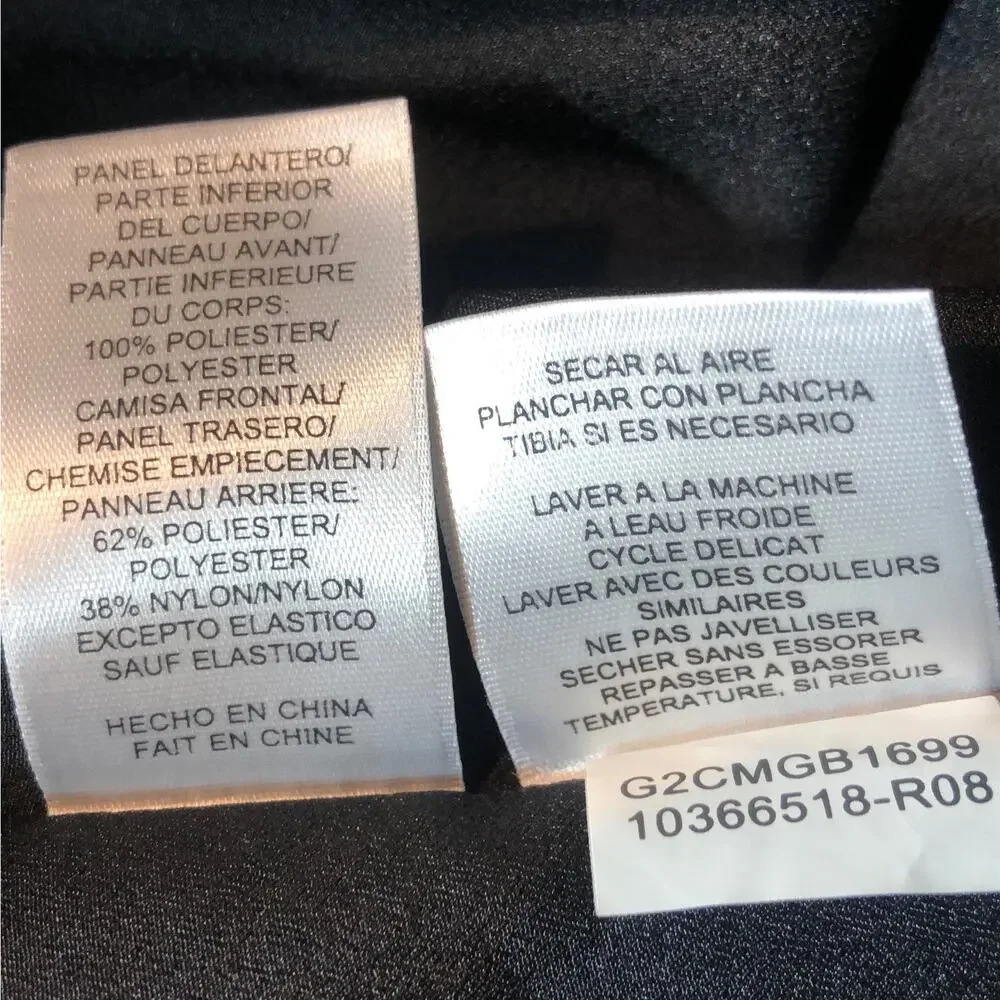 PANEL DELANTERO/
PARTE INFERIOR
DEL CUERPO/
PANNEAU AVANT/
PARTIE INFERIEURE
DU CORPS:
100% POLIESTER/
POLYESTER
CAMISA FRONTAL/
PANEL TRASERO/
CHEMISE EMPIECEMENT/
PANNEAU ARRIERE:
62% POLIESTER/
POLYESTER
38% NYLON/NYLON
EXCEPTO ELASTICO
SAUF ELASTIQUE
HECHO EN CHINA
FAIT EN CHINE
SECAR AL AIRE
PLANCHAR CON PLANCHA
TIBIA SI ES NECESARIO
LAVER A LA MACHINE
A LEAU FROIDE
CYCLE DELICAT
LAVER AVEC DES COULEURS
SIMILAIRES
NE PAS JAVELLISER
SECHER SANS ESSORER
REPASSER A BASSE
TEMPERATURE, SI REQUIS
G2CMGB1699
10366518-R08